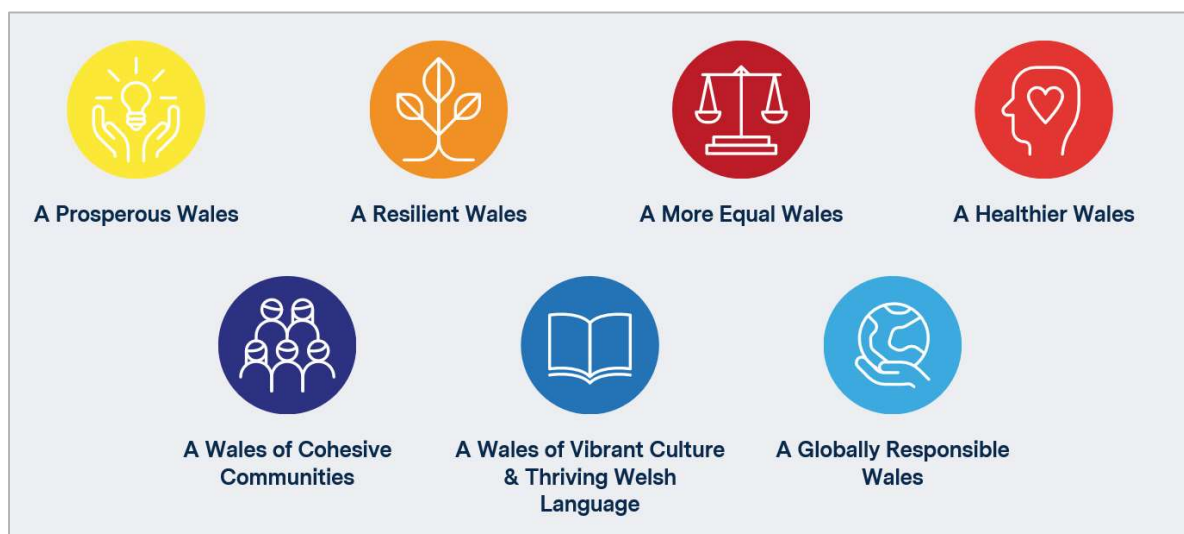 A Prosperous Wales
A Resilient Wales
A More Equal Wales
A Healthier Wales
A Wales of Cohesive
Communities
A Wales of Vibrant Culture
& Thriving Welsh
Language
A Globally Responsible
Wales